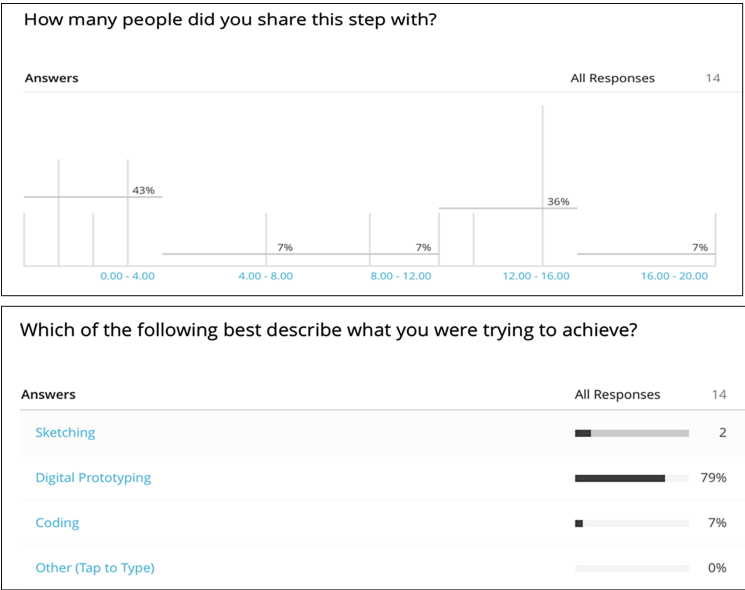 How many people did you share this step with?
Answers All Responses 14
43%
36%
7% 7% 7%
0.00 - 4.00 4.00 - 8.00 8.00 - 12.00 12.00 - 16.00 16.00 - 20.00
Which of the following best describe what you were trying to achieve?
Answers All Responses 14
Sketching 2
Digital Prototyping 79%
Coding 7%
Other (Tap to Type) 0%